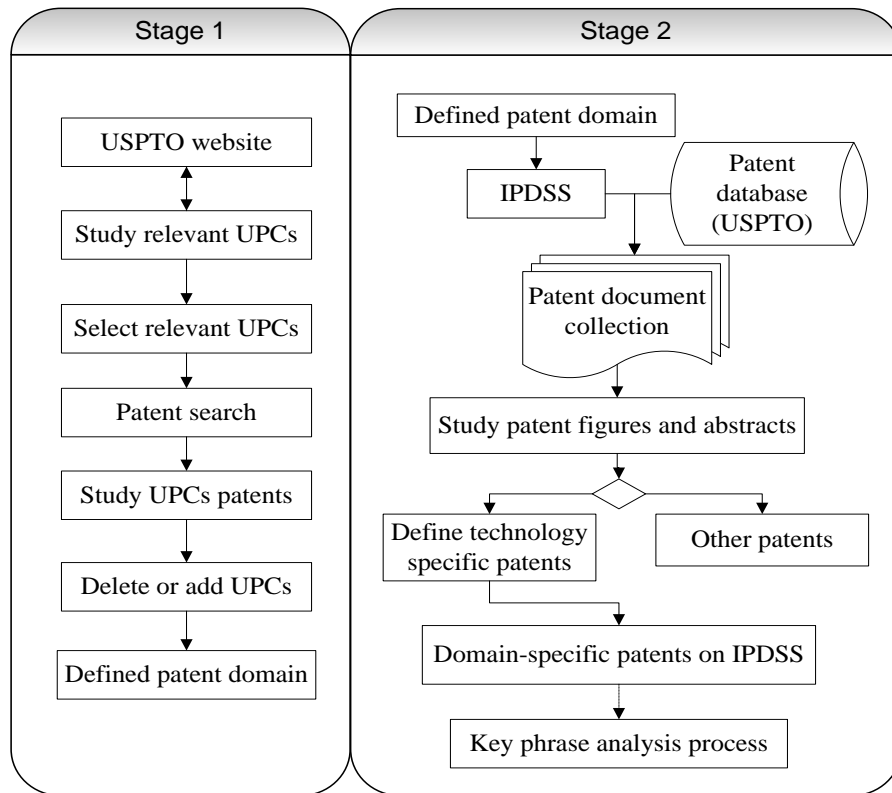 Stage 1
USPTO website
Study relevant UPCs
Select relevant UPCs
Patent search
Study UPCs patents
Delete or add UPCs
Defined patent domain
Stage 2
Defined patent domain
IPDSS
Patent
database
(USPTO)
Patent document
collection
Study patent figures and abstracts
Define technology
specific patents
Other patents
Domain-specific patents on IPDSS
Key phrase analysis process